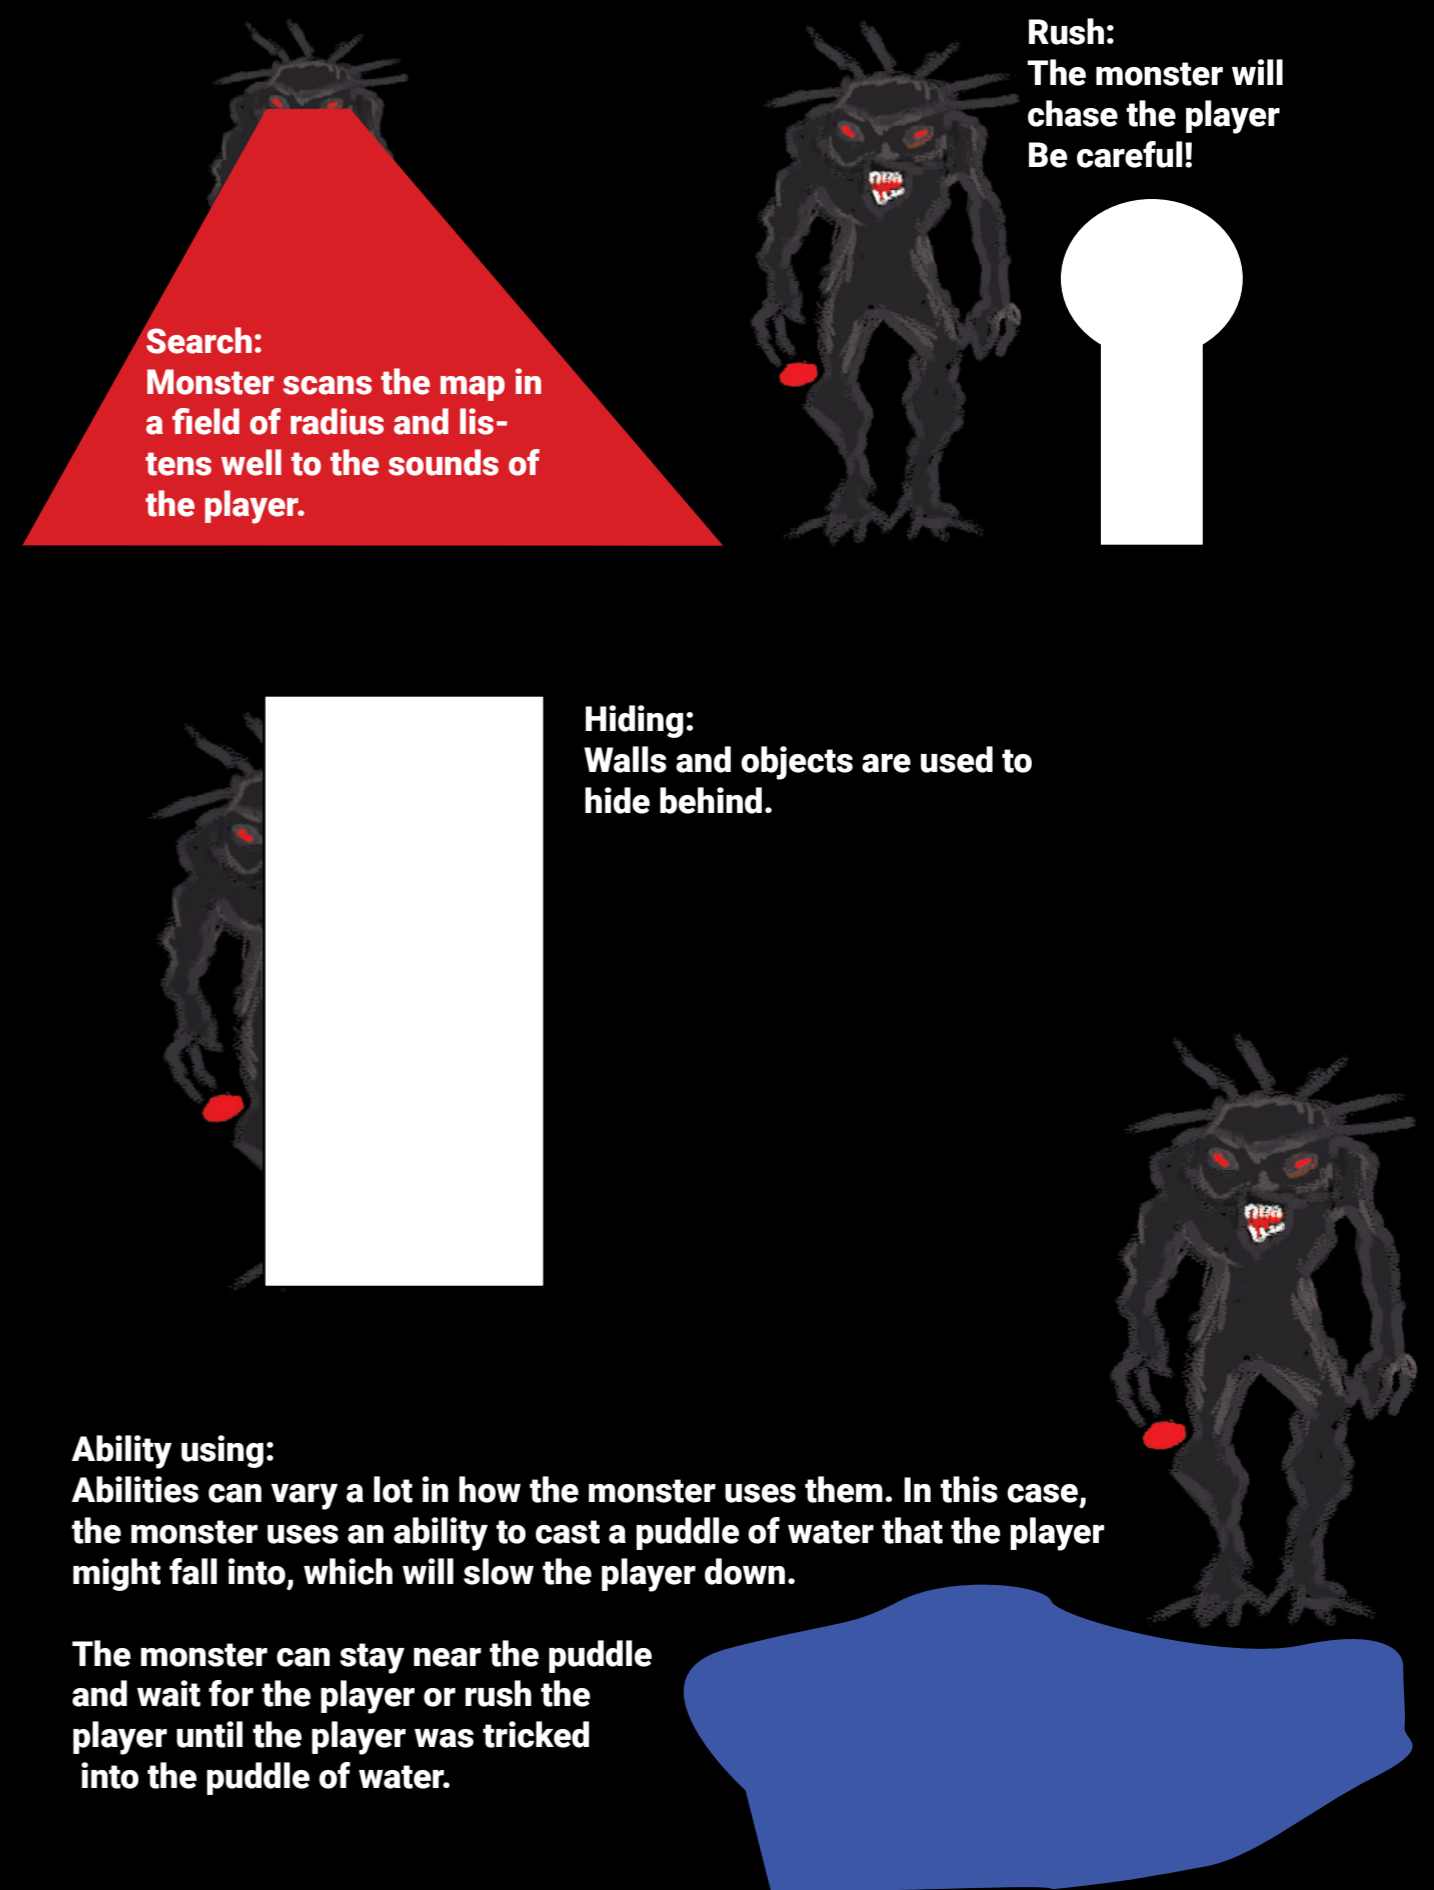 Rush:
The monster will
chase the player
Be careful!
Search:
Monster scans the map in
a field of radius and lis-
tens well to the sounds of
the player.
Hiding:
Walls and objects are used to
hide behind.
Ability using:
Abilities can vary a lot in how the monster uses them. In this case,
the monster uses an ability to cast a puddle of water that the player
might fall into, which will slow the player down.
The monster can stay near the puddle
and wait for the player or rush the
player until the player was tricked
into the puddle of water.